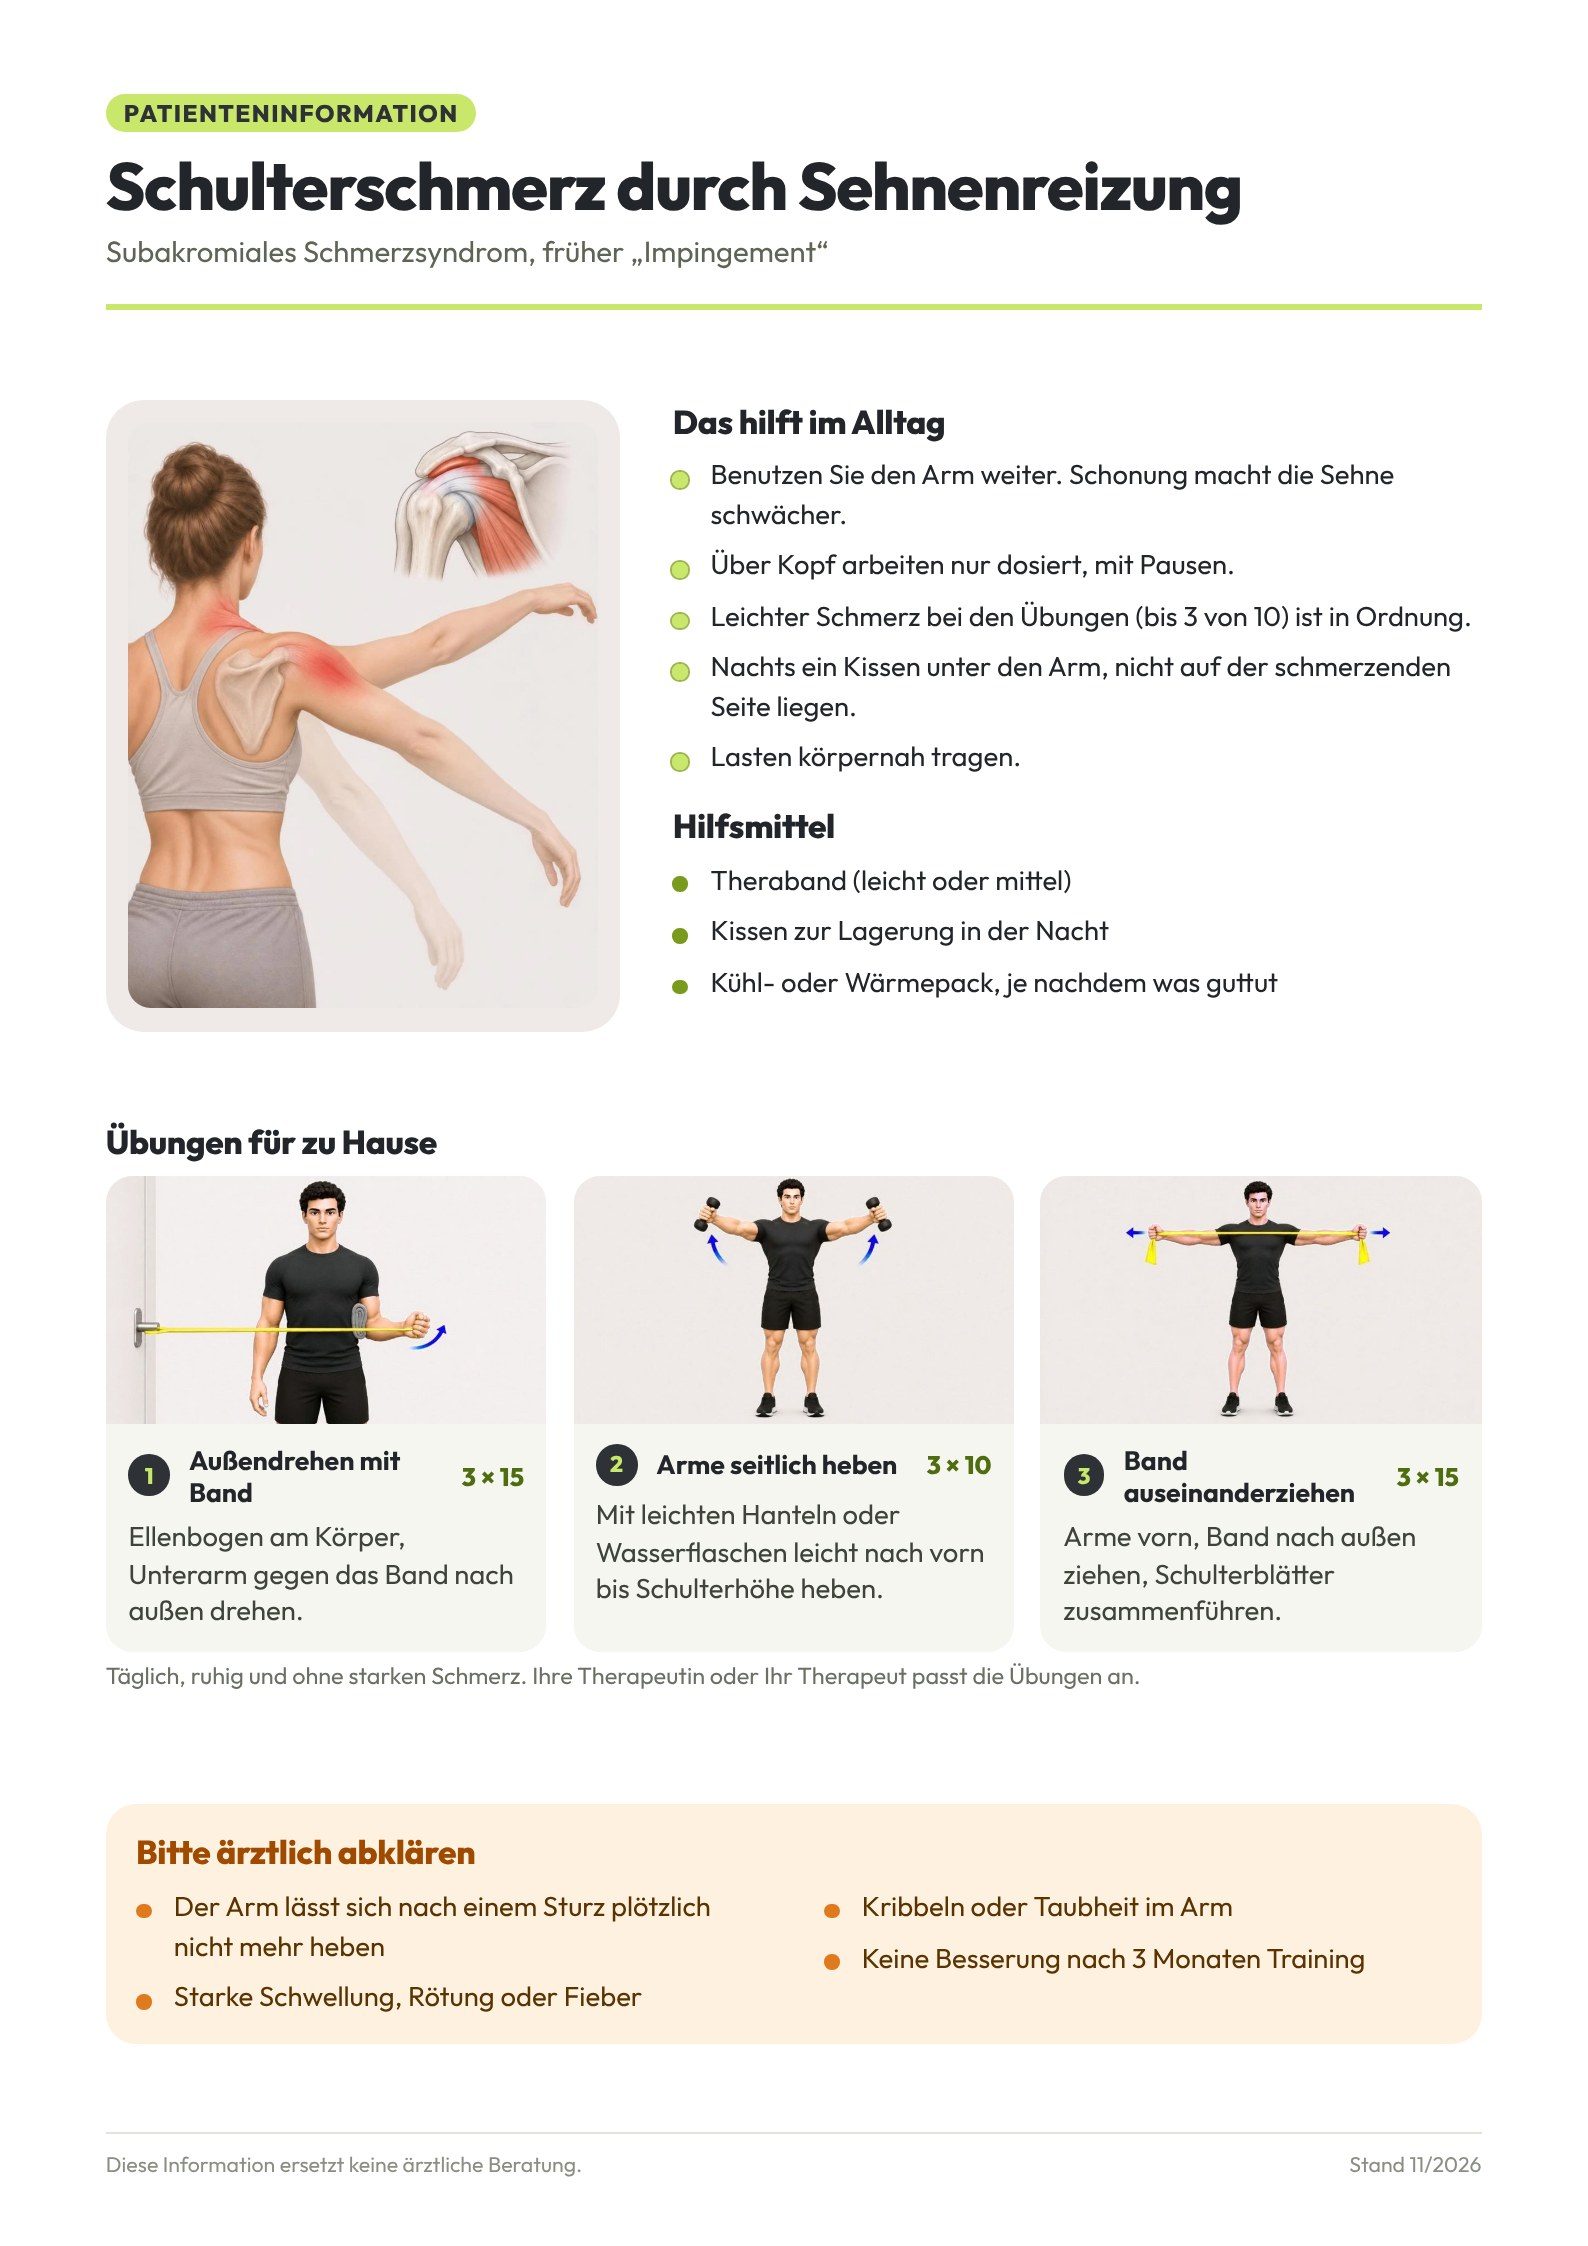 PATIENTENINFORMATION
Schulterschmerz durch Sehnenreizung
Subakromiales Schmerzsyndrom, früher „Impingement“
Das hilft im Alltag
Benutzen Sie den Arm weiter. Schonung macht die Sehne
schwächer.
Über Kopf arbeiten nur dosiert, mit Pausen.
Leichter Schmerz bei den Übungen (bis 3 von 10) ist in Ordnung.
Nachts ein Kissen unter den Arm, nicht auf der schmerzenden
Seite liegen.
Lasten körpernah tragen.
Hilfsmittel
Theraband (leicht oder mittel)
Kissen zur Lagerung in der Nacht
Kühl- oder Wärmepack, je nachdem was guttut
Übungen für zu Hause
1 Außendrehen mit
Band
3 × 15
Ellenbogen am Körper,
Unterarm gegen das Band nach
außen drehen.
2 Arme seitlich heben 3 × 10
Mit leichten Hanteln oder
Wasserflaschen leicht nach vorn
bis Schulterhöhe heben.
3 Band
auseinanderziehen
3 × 15
Arme vorn, Band nach außen
ziehen, Schulterblätter
zusammenführen.
Täglich, ruhig und ohne starken Schmerz. Ihre Therapeutin oder Ihr Therapeut passt die Übungen an.
Bitte ärztlich abklären
Der Arm lässt sich nach einem Sturz plötzlich
nicht mehr heben
Starke Schwellung, Rötung oder Fieber
Kribbeln oder Taubheit im Arm
Keine Besserung nach 3 Monaten Training
Diese Information ersetzt keine ärztliche Beratung.
Stand 11/2026